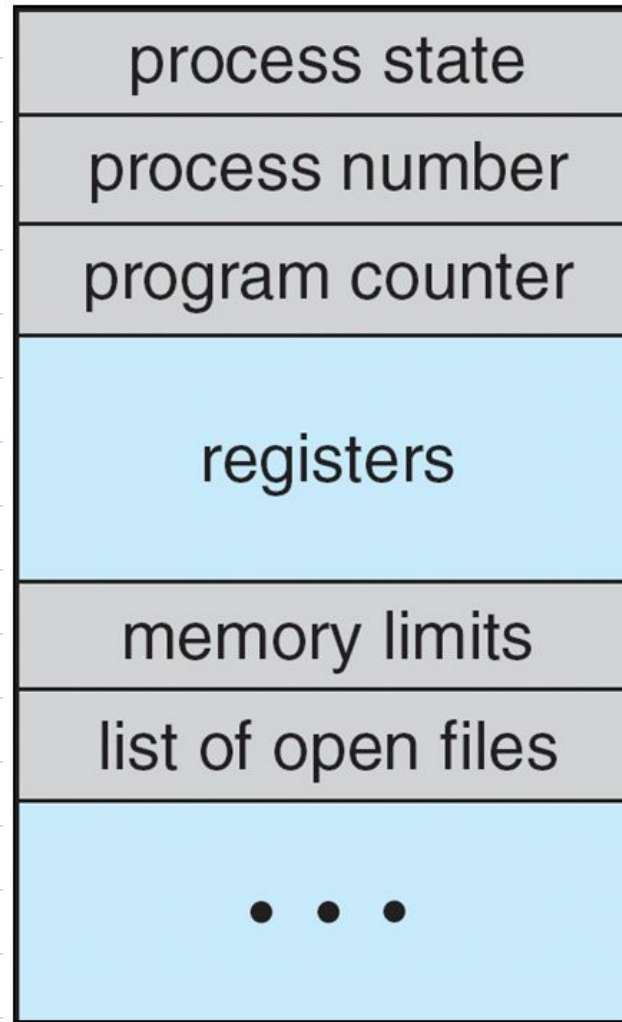 process state
process number
program counter
registers
memory limits
list of open files
• • •